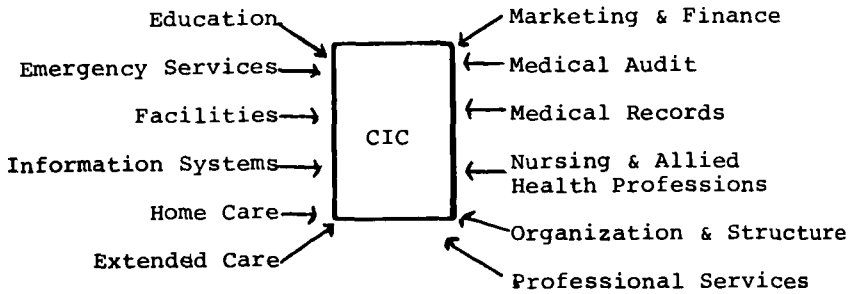 Education
Emergency Services
Facilities
Information Systems
Home Care
Extended Care
CIC
Marketing & Finance
Medical Audit
Medical Records
Nursing & Allied
Health Professions
Organization & Structure
Professional Services